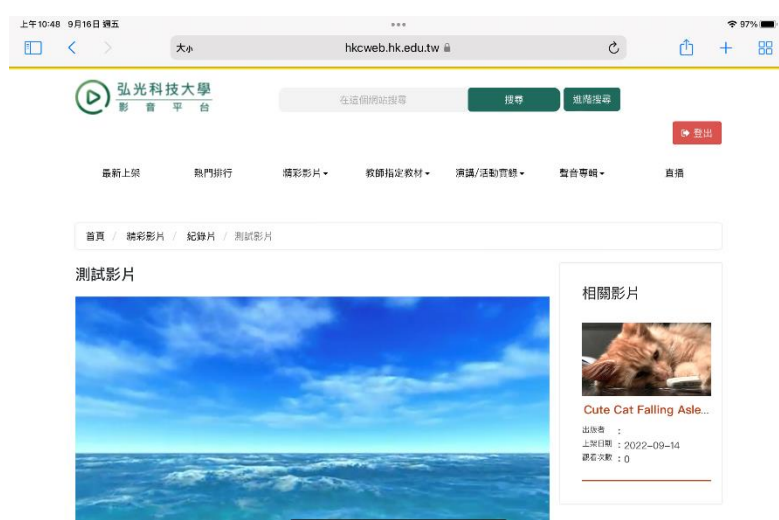 上午10:48 9月16日 週五
97%
大小
hkcweb.hk.edu.tw
弘光科技大學
影音平台
在這個網站搜尋
搜尋
進階搜尋
登出
最新上架 熱門排行 精彩影片 教師指定教材 演講/活動實錄 聲音專輯 直播
首頁 / 精彩影片 / 紀錄片 / 測試影片
測試影片
相關影片
Cute Cat Falling Asle...
出版者 :
上架日期 : 2022-09-14
觀看次數 : 0